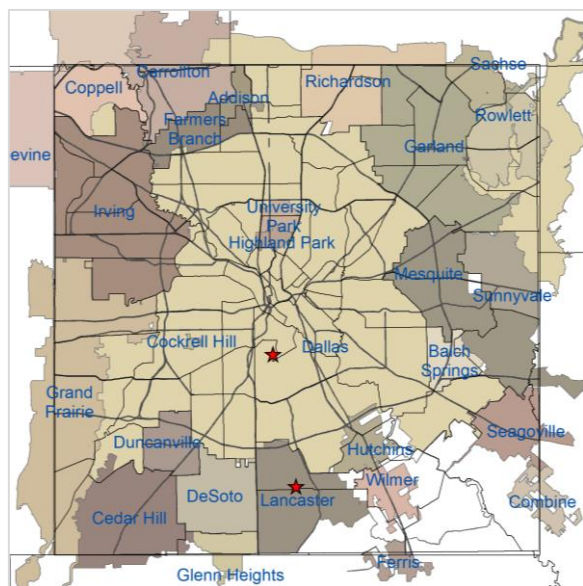 Sachse
Carrollton
Richardson
Coppell
Addison
Rowlett
Farmers
Branch
Garland
evine
Irving
University
Park
Highland Park
Mesquite
Sunnyvale
Cockrell Hill
Dallas
Balch
Springs
Grand
Prairie
Seagoville
Duncanville
Hutchins
Wilmer
DeSoto
Lancaster
Combine
Cedar Hill
Ferris
Glenn Heights